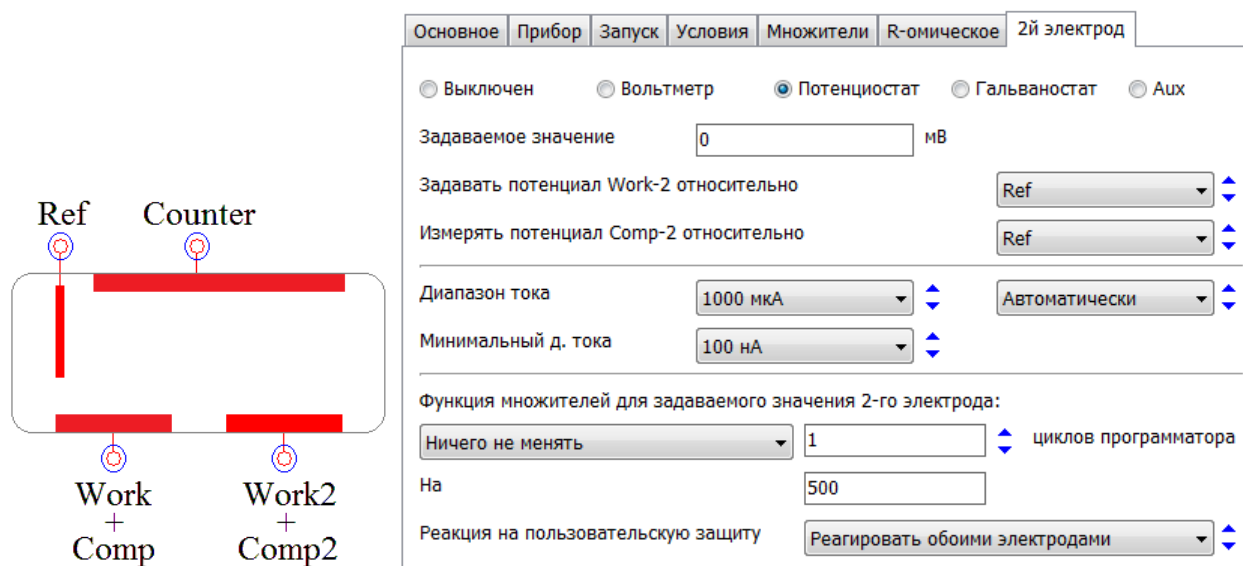 Основное Прибор Запуск Условия Множители R-омическое 2й электрод
Выключен Вольтметр Потенциостат Гальваностат Aux
Задаваемое значение 0 мВ
Задавать потенциал Work-2 относительно Ref
Измерять потенциал Comp-2 относительно Ref
Диапазон тока 1000 мкА Автоматически
Минимальный д. тока 100 нА
Функция множителей для задаваемого значения 2-го электрода:
Ничего не менять 1 циклов программатора
На 500
Реакция на пользовательскую защиту Реагировать обоими электродами
Ref Counter
Work Work2
+ +
Comp Comp2